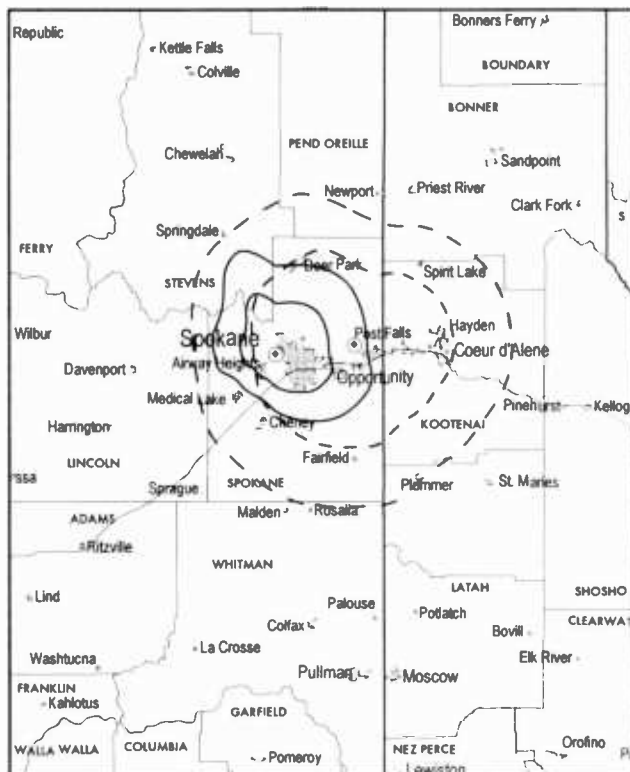 Bonners Ferry
Republic
Kettle Falls
Colville
BOUNDARY
BONNER
PEND OREILLE
Chewelah
Sandpoint
Newport
Priest River
Clark Fork
S
Springdale
FERRY
Deer Park
Spirit Lake
STEVENS
Wilbur
Spokane
Post Falls
Hayden
Coeur d'Alene
Airway Heights
Davenport
Opportunity
Medical Lake
Pinehurst
Kellog
Cheney
KOOTENAI
Harrington
Fairfield
LINCOLN
ssa
Sprague
SPOKANE
Plummer
St. Maries
Malden
Rosalia
ADAMS
Ritzville
WHITMAN
LATAH
SHOSHO
Lind
Palouse
Potlatch
CLEARWAT
Colfax
Bovill
La Crosse
Elk River
Washtucna
Pullman
Moscow
FRANKLIN
Kahlotus
GARFIELD
WALLA WALLA
COLUMBIA
NEZ PERCE
Orofino
Pomeroy
Lewiston